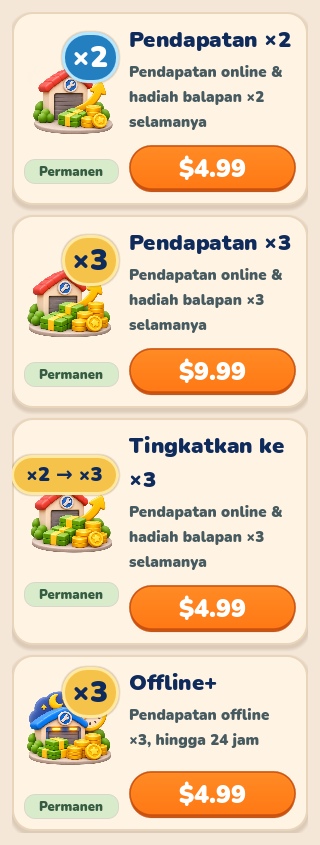 ×2
Pendapatan ×2
Pendapatan online &
hadiah balapan ×2
selamanya
Permanen
$4.99
×3
Pendapatan ×3
Pendapatan online &
hadiah balapan ×3
selamanya
Permanen
$9.99
×2 → ×3
Tingkatkan ke
×3
Pendapatan online &
hadiah balapan ×3
selamanya
Permanen
$4.99
×3
Offline+
Pendapatan offline
×3, hingga 24 jam
Permanen
$4.99